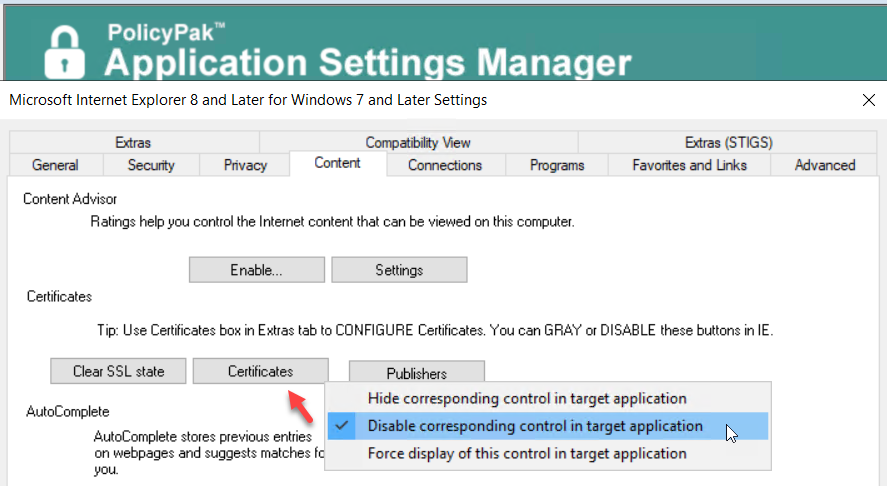 PolicyPak™
Application Settings Manager
Microsoft Internet Explorer 8 and Later for Windows 7 and Later Settings
Extras Compatibility View Extras (STIGS)
General Security Privacy Content Connections Programs Favorites and Links Advanced
Content Advisor
Ratings help you control the Internet content that can be viewed on this computer.
Enable... Settings
Certificates
Tip: Use Certificates box in Extras tab to CONFIGURE Certificates. You can GRAY or DISABLE these buttons in IE.
Clear SSL state Certificates Publishers
Hide corresponding control in target application
Disable corresponding control in target application
Force display of this control in target application
AutoComplete
AutoComplete stores previous entries
on webpages and suggests matches
you.